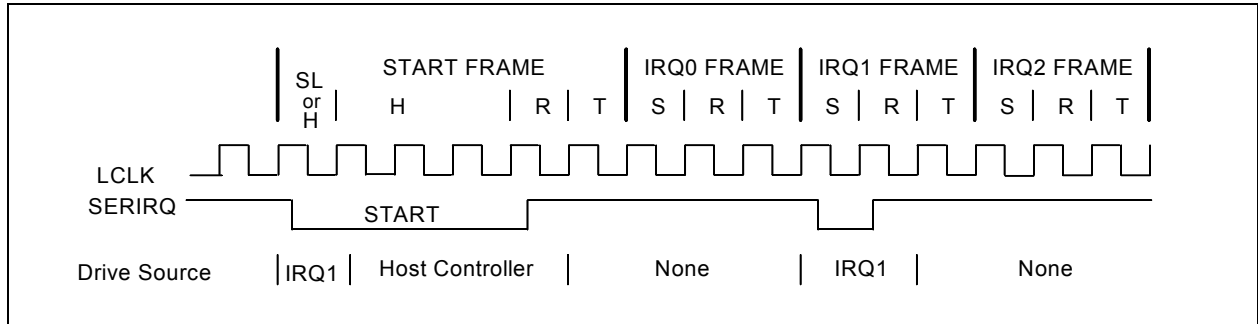 START FRAME IRQ0 FRAME IRQ1 FRAME IRQ2 FRAME
SL
or
H
H R T S R T S R T S R T
LCLK
SERIRQ
START
Drive Source IRQ1 Host Controller None IRQ1 None